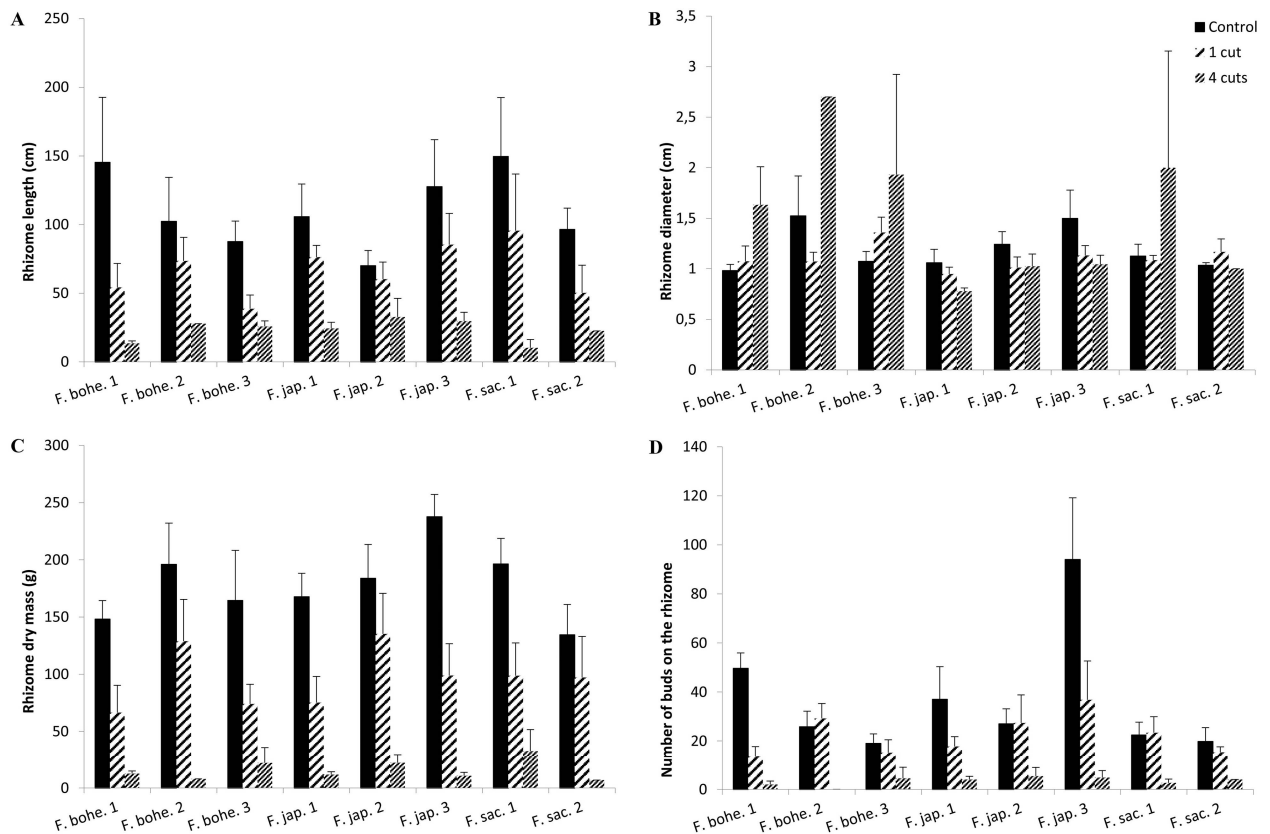 A
Rhizome length (cm)
250
200
150
100
50
0
F. bohe. 1
F. bohe. 2
F. bohe. 3
F. jap. 1
F. jap. 2
F. jap. 3
F. sac. 1
F. sac. 2
B
Rhizome diameter (cm)
3,5
3
2,5
2
1,5
1
0,5
0
Control
1 cut
4 cuts
F. bohe. 1
F. bohe. 2
F. bohe. 3
F. jap. 1
F. jap. 2
F. jap. 3
F. sac. 1
F. sac. 2
C
Rhizome dry mass (g)
300
250
200
150
100
50
0
F. bohe. 1
F. bohe. 2
F. bohe. 3
F. jap. 1
F. jap. 2
F. jap. 3
F. sac. 1
F. sac. 2
D
Number of buds on the rhizome
140
120
100
80
60
40
20
0
F. bohe. 1
F. bohe. 2
F. bohe. 3
F. jap. 1
F. jap. 2
F. jap. 3
F. sac. 1
F. sac. 2